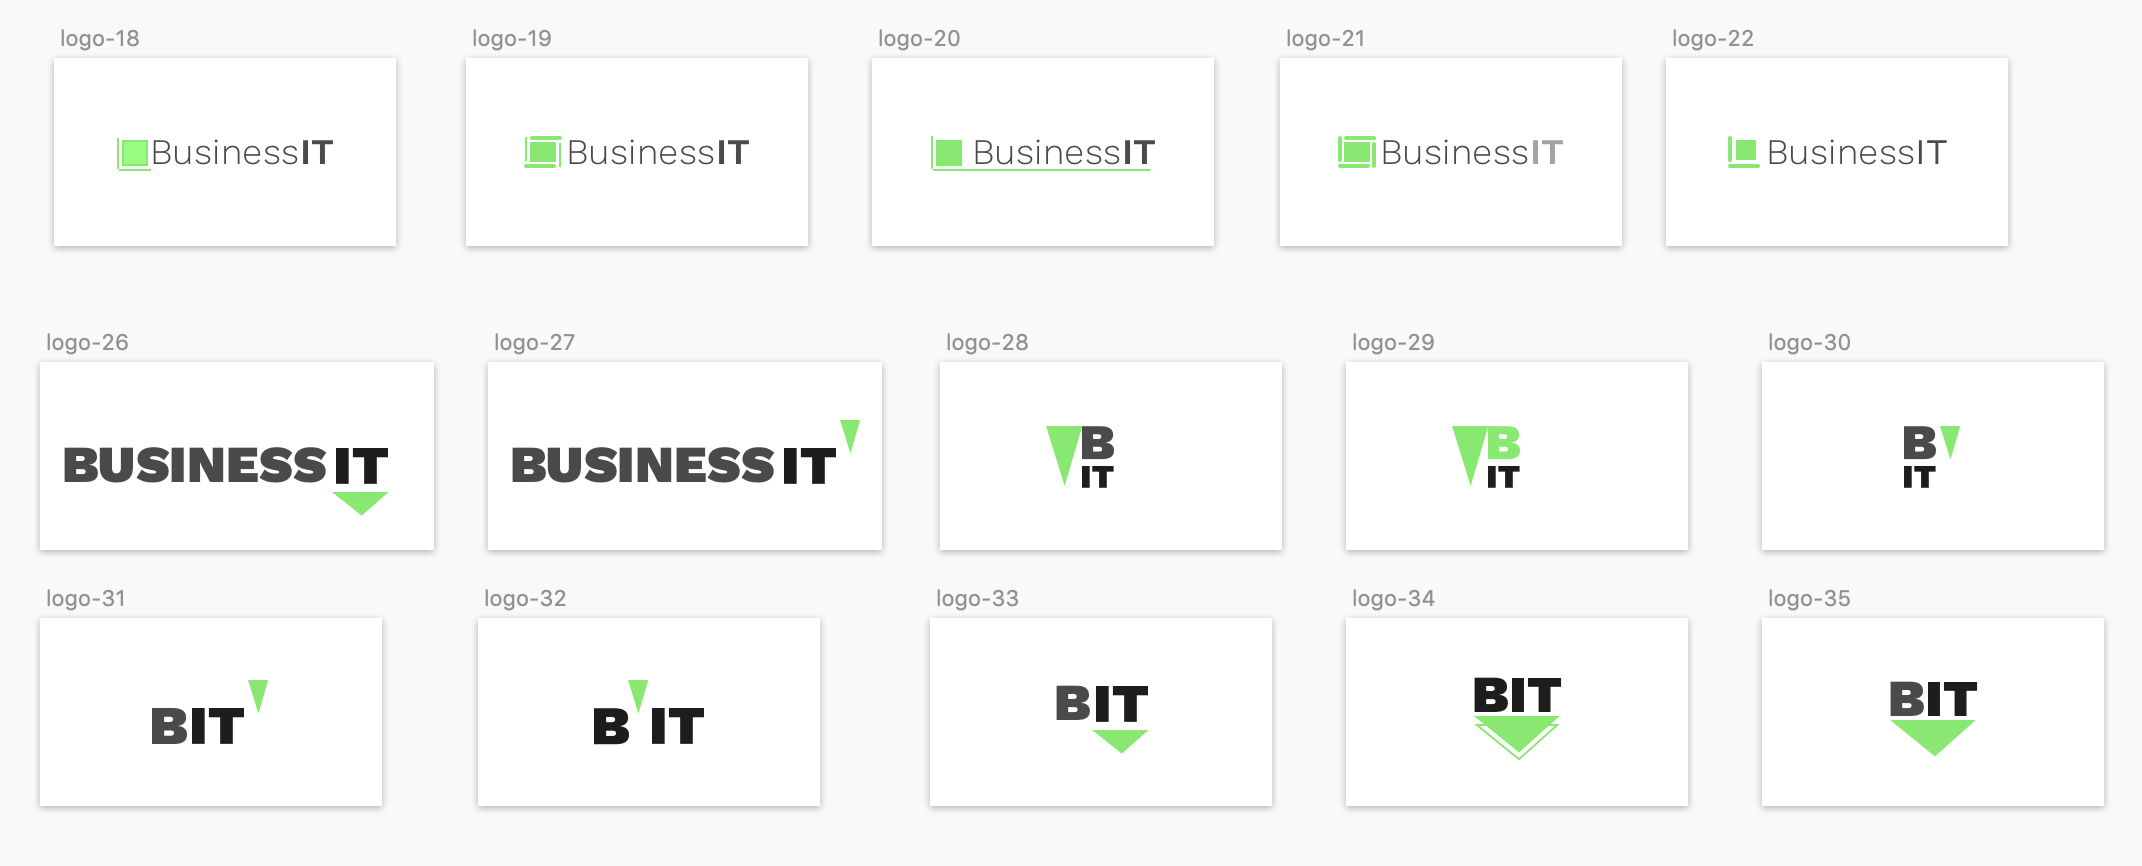 logo-18
logo-19
logo-20
logo-21
logo-22
BusinessIT
BusinessIT
BusinessIT
BusinessIT
BusinessIT
logo-26
logo-27
logo-28
logo-29
logo-30
BUSINESS IT
BUSINESS IT
B
IT
B
IT
B
IT
logo-31
logo-32
logo-33
logo-34
logo-35
BIT
B IT
BIT
BIT
BIT